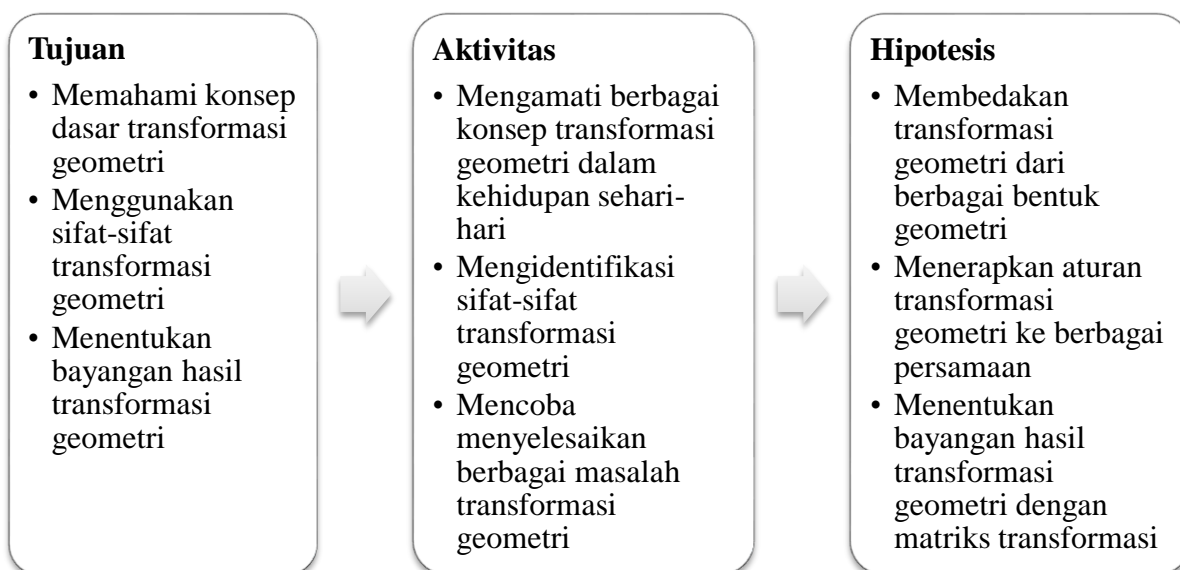 Tujuan
• Memahami konsep
dasar transformasi
geometri
• Menggunakan
sifat-sifat
transformasi
geometri
• Menentukan
bayangan hasil
transformasi
geometri
Aktivitas
• Mengamati berbagai
konsep transformasi
geometri dalam
kehidupan sehari-
hari
• Mengidentifikasi
sifat-sifat
transformasi
geometri
• Mencoba
menyelesaikan
berbagai masalah
transformasi
geometri
Hipotesis
• Membedakan
transformasi
geometri dari
berbagai bentuk
geometri
• Menerapkan aturan
transformasi
geometri ke berbagai
persamaan
• Menentukan
bayangan hasil
transformasi
geometri dengan
matriks transformasi